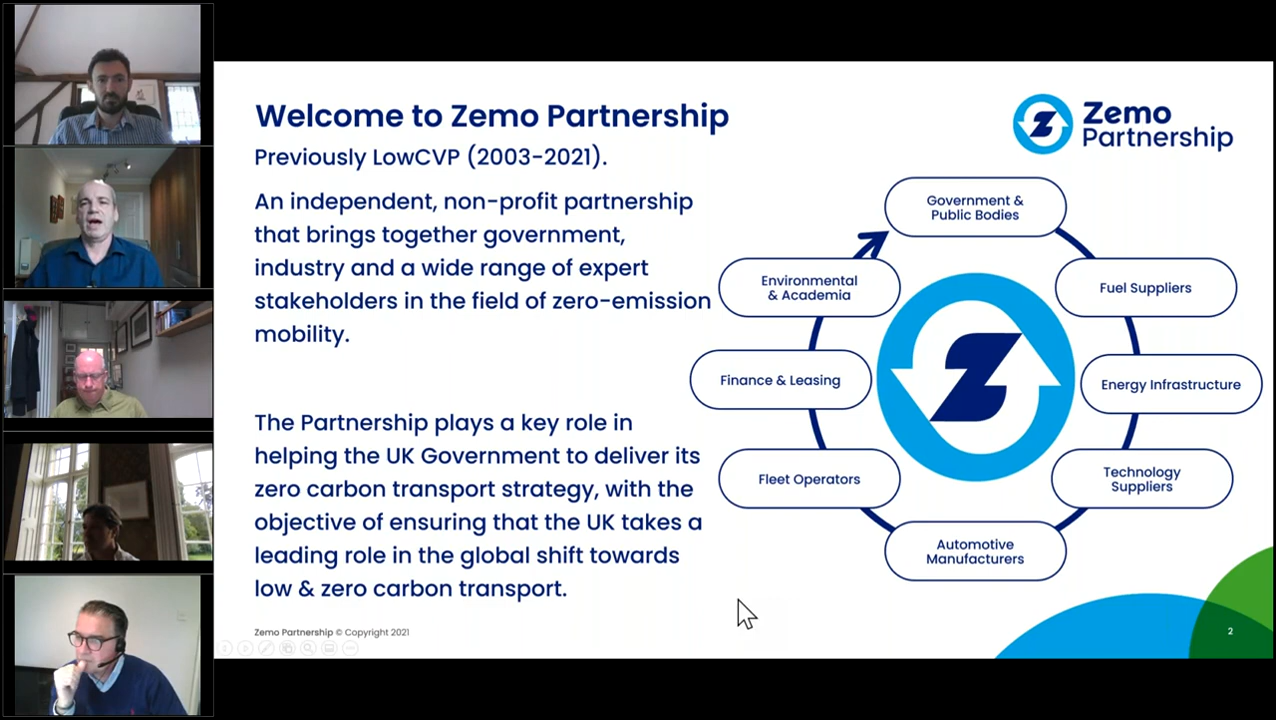 Welcome to Zemo Partnership
Previously LowCVP (2003-2021).
An independent, non-profit partnership
that brings together government,
industry and a wide range of expert
stakeholders in the field of zero-emission
mobility.
The Partnership plays a key role in
helping the UK Government to deliver its
zero carbon transport strategy, with the
objective of ensuring that the UK takes a
leading role in the global shift towards
low & zero carbon transport.
Zemo Partnership © Copyright 2021
Zemo
Partnership
Government &
Public Bodies
Fuel Suppliers
Energy Infrastructure
Technology
Suppliers
Automotive
Manufacturers
Fleet Operators
Finance & Leasing
Environmental
& Academia
Z
2